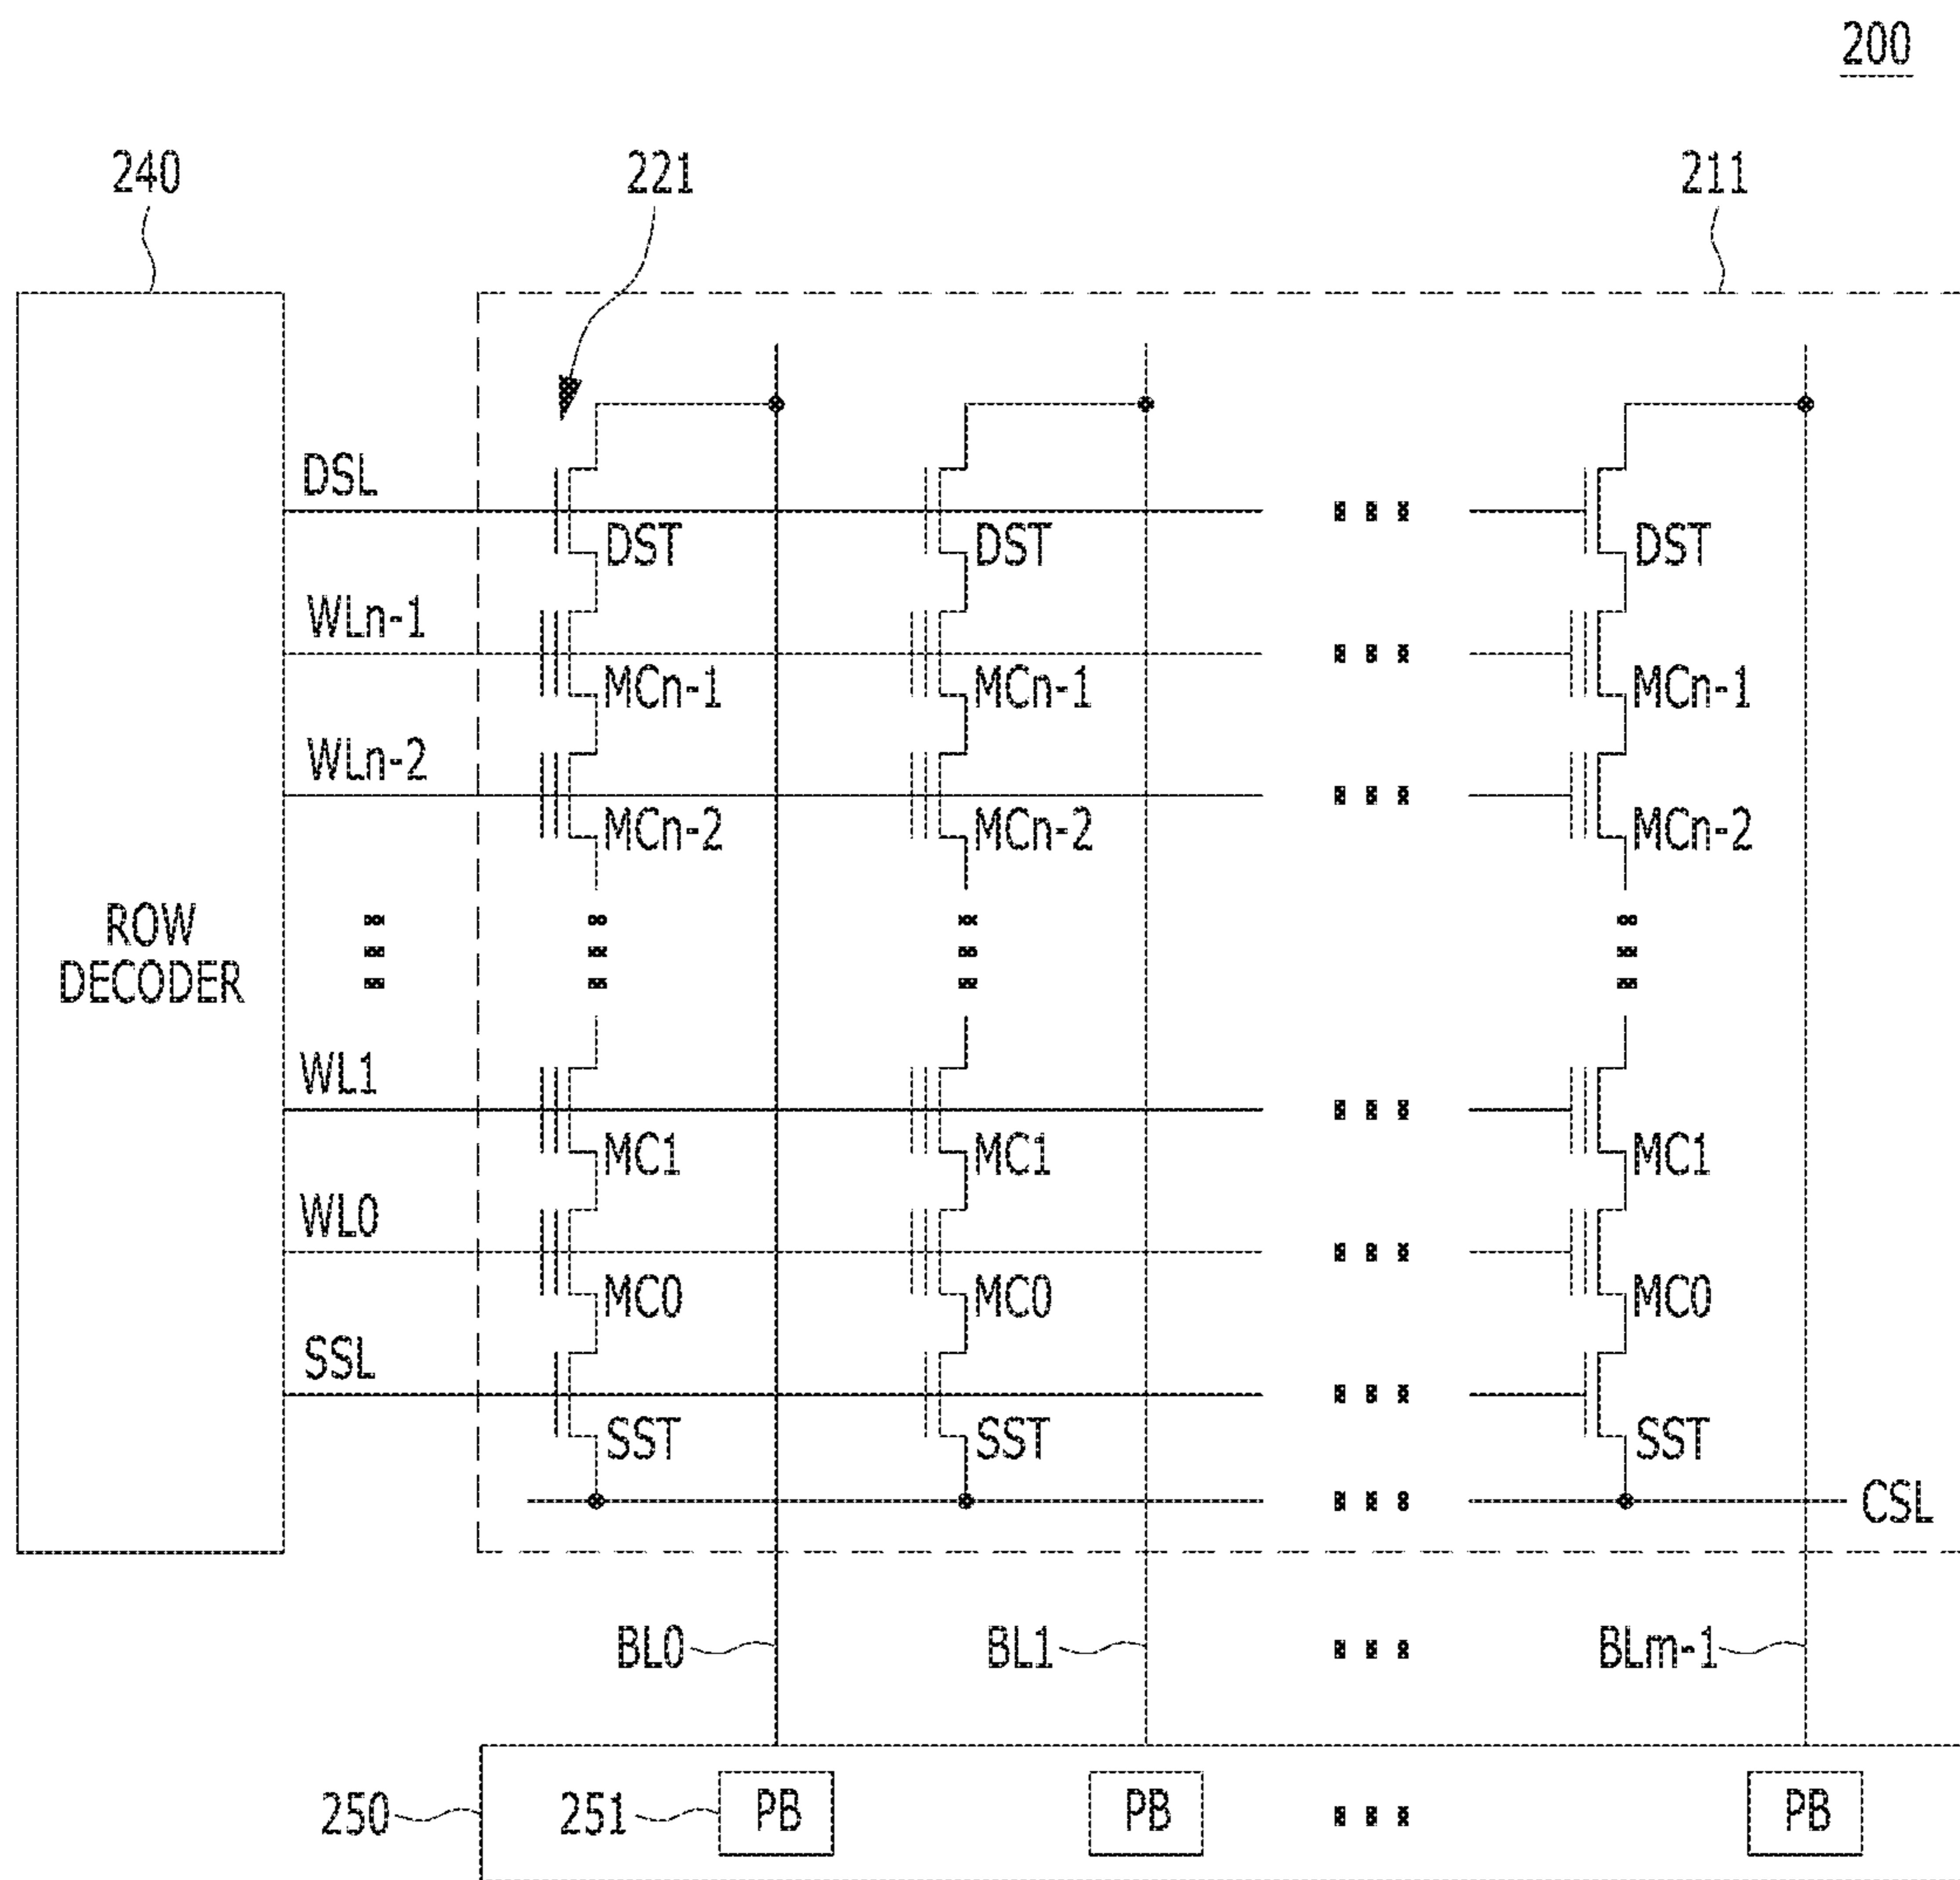 200
240 221 211
DSL
DST DST DST
WLn-1
MCn-1 MCn-1 MCn-1
WLn-2
MCn-2 MCn-2 MCn-2
ROW
DECODER
WL1
MC1 MC1 MC1
WL0
MC0 MC0 MC0
SSL
SST SST SST
CSL
BL0 BL1 BLm-1
250 251 PB PB PB